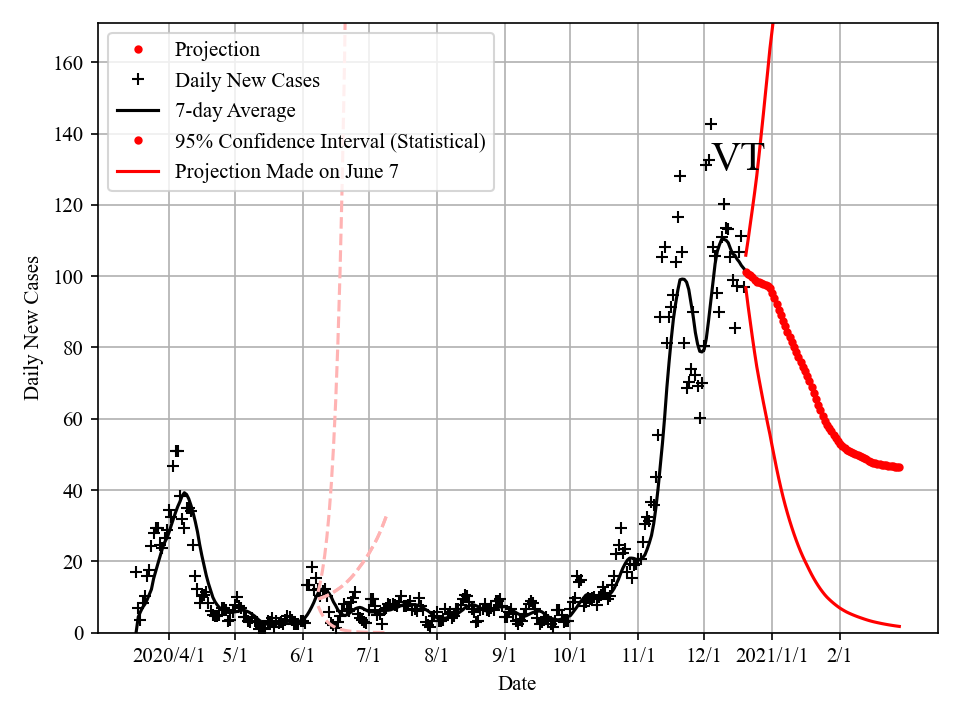 Projection
Daily New Cases
7-day Average
95% Confidence Interval (Statistical)
Projection Made on June 7
VT
160
140
120
100
80
60
40
20
0
Daily New Cases
2020/4/1 5/1 6/1 7/1 8/1 9/1 10/1 11/1 12/1 2021/1/1 2/1
Date